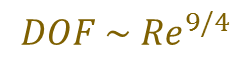 DOF ~ Re^{9/4}